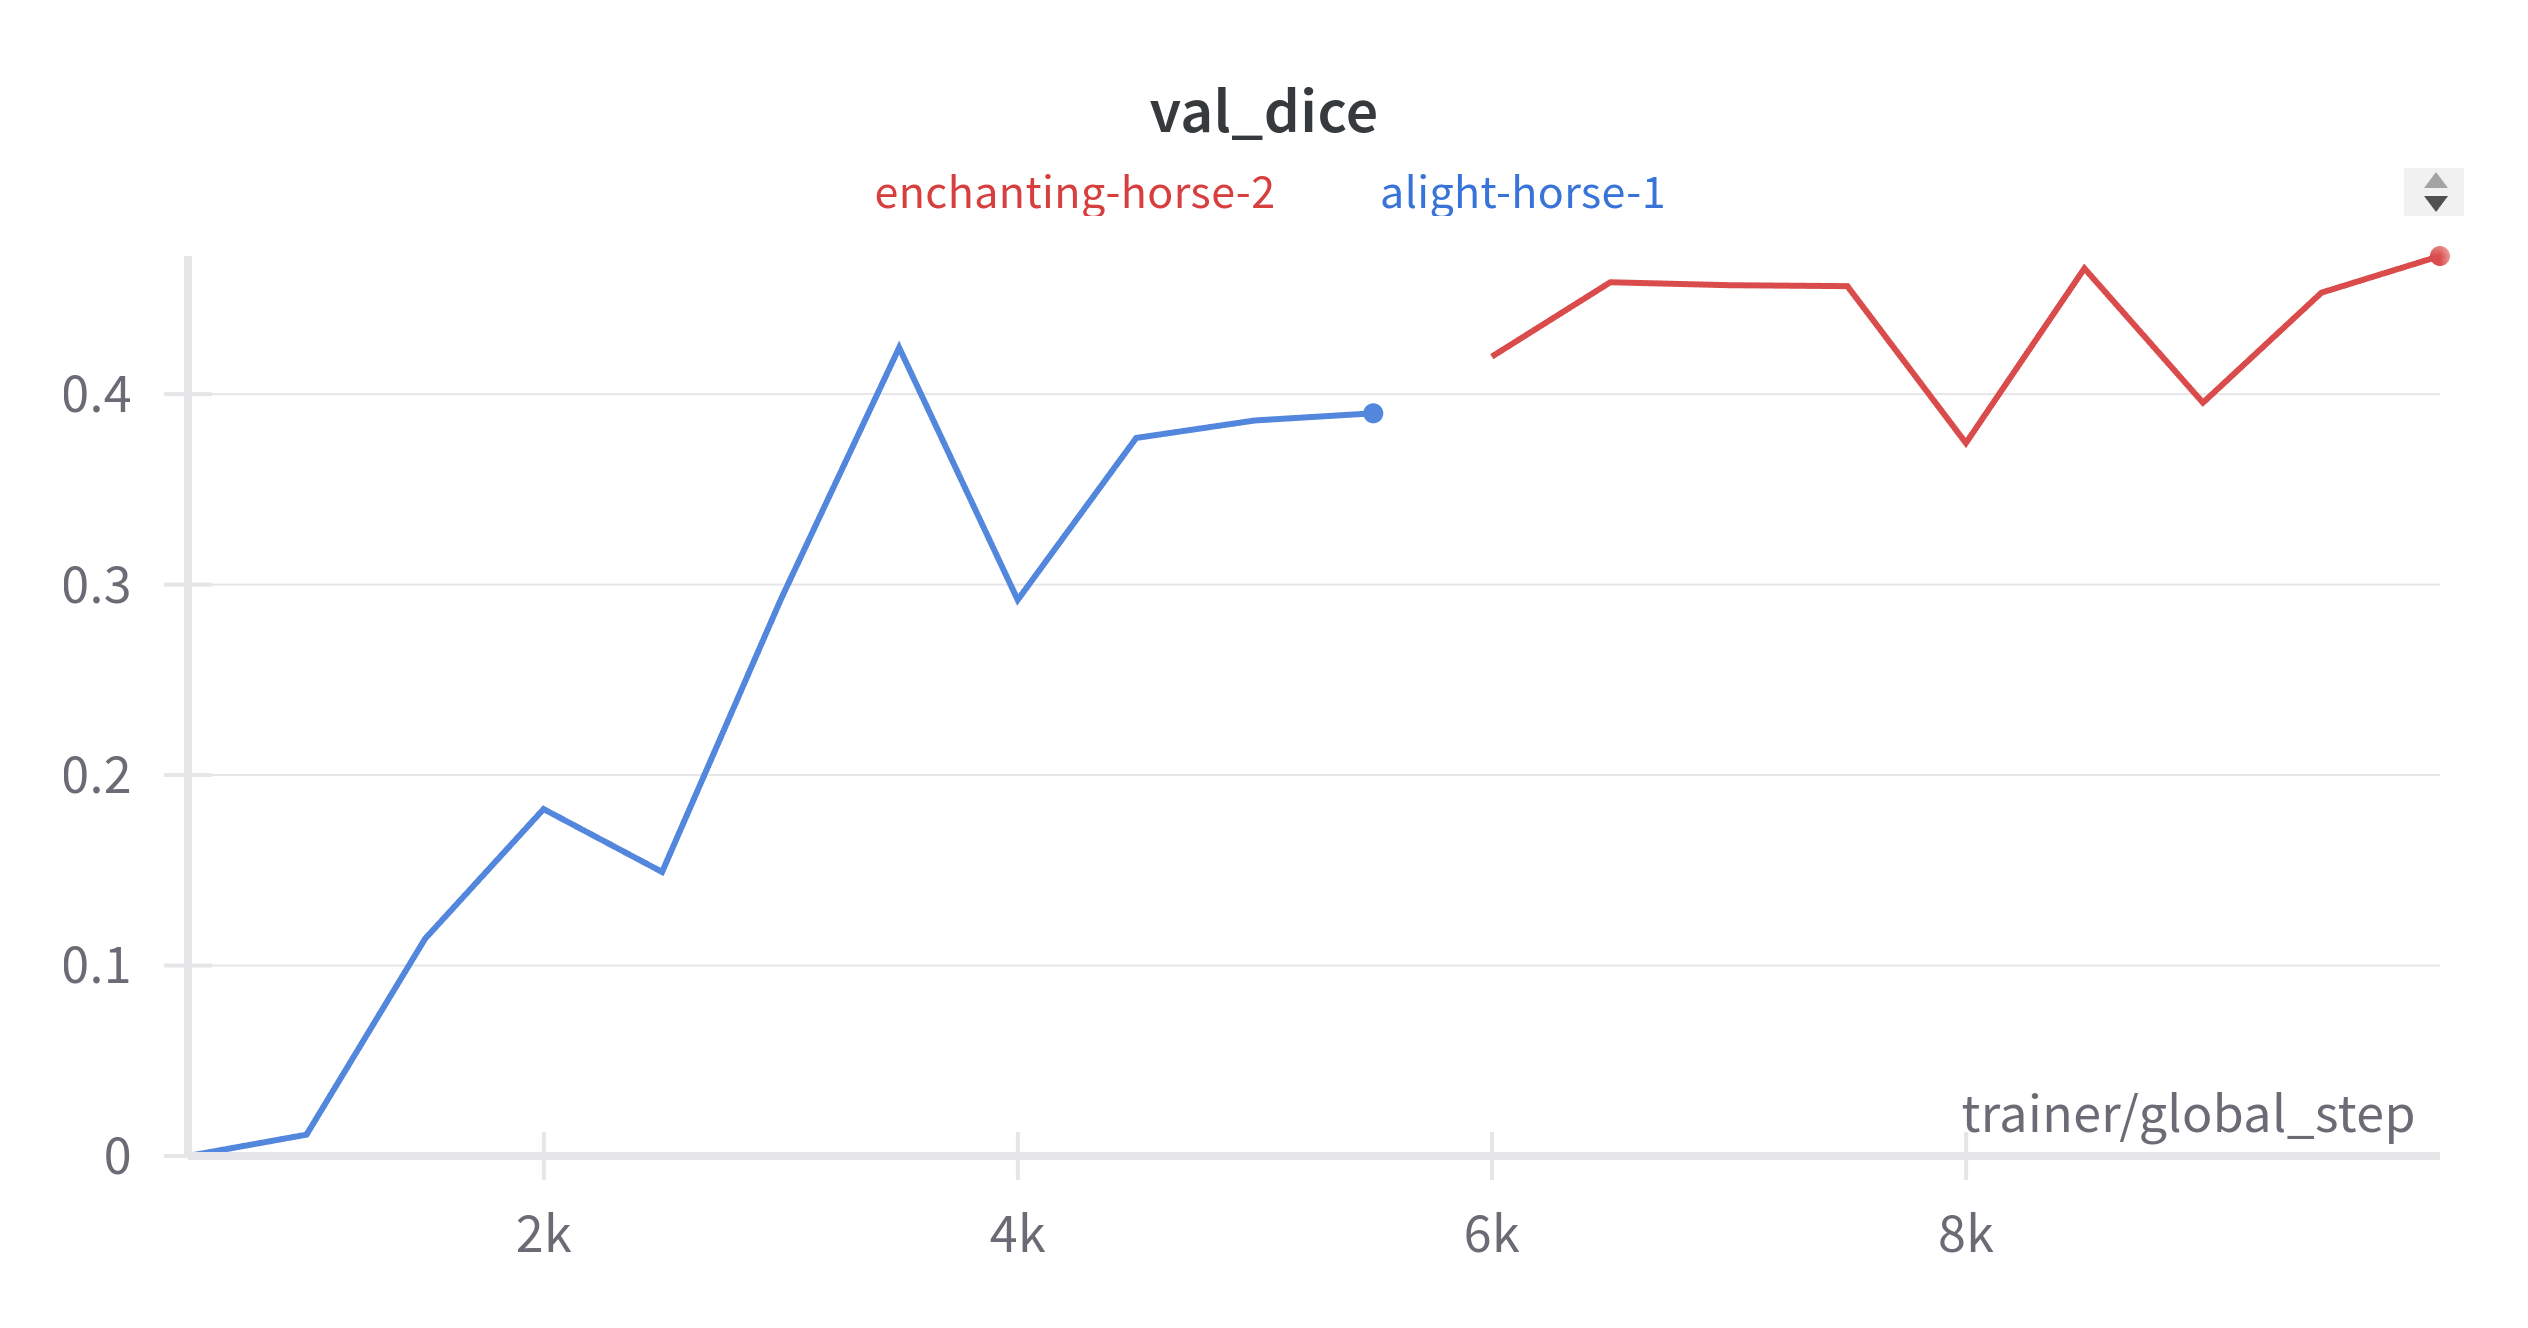 val_dice
enchanting-horse-2 alight-horse-1
0.4
0.3
0.2
0.1
0
trainer/global_step
2k 4k 6k 8k